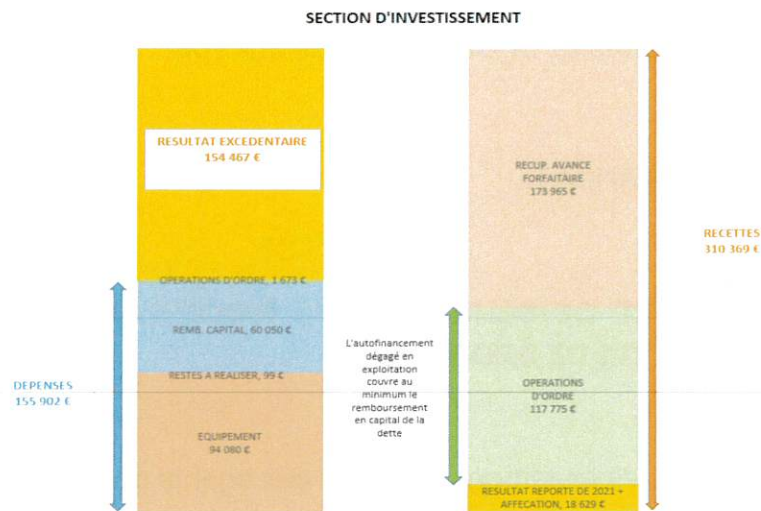 SECTION D'INVESTISSEMENT
RESULTAT EXCEDENTAIRE
154 467 €
OPERATIONS D'ORDRE, 1 673 €
REMB. CAPITAL, 60 050 €
RESTES A REALISER, 99 €
EQUIPEMENT
94 080 €
DEPENSES
155 902 €
L'autofinancement
dégagé en
exploitation
couvre au
minimum le
remboursement
en capital de la
dette
RECUP. AVANCE
FORFAITAIRE
173 965 €
OPERATIONS
D'ORDRE
117 775 €
RESULTAT REPORTE DE 2021 +
AFFECATION, 18 629 €
RECETTES
310 369 €